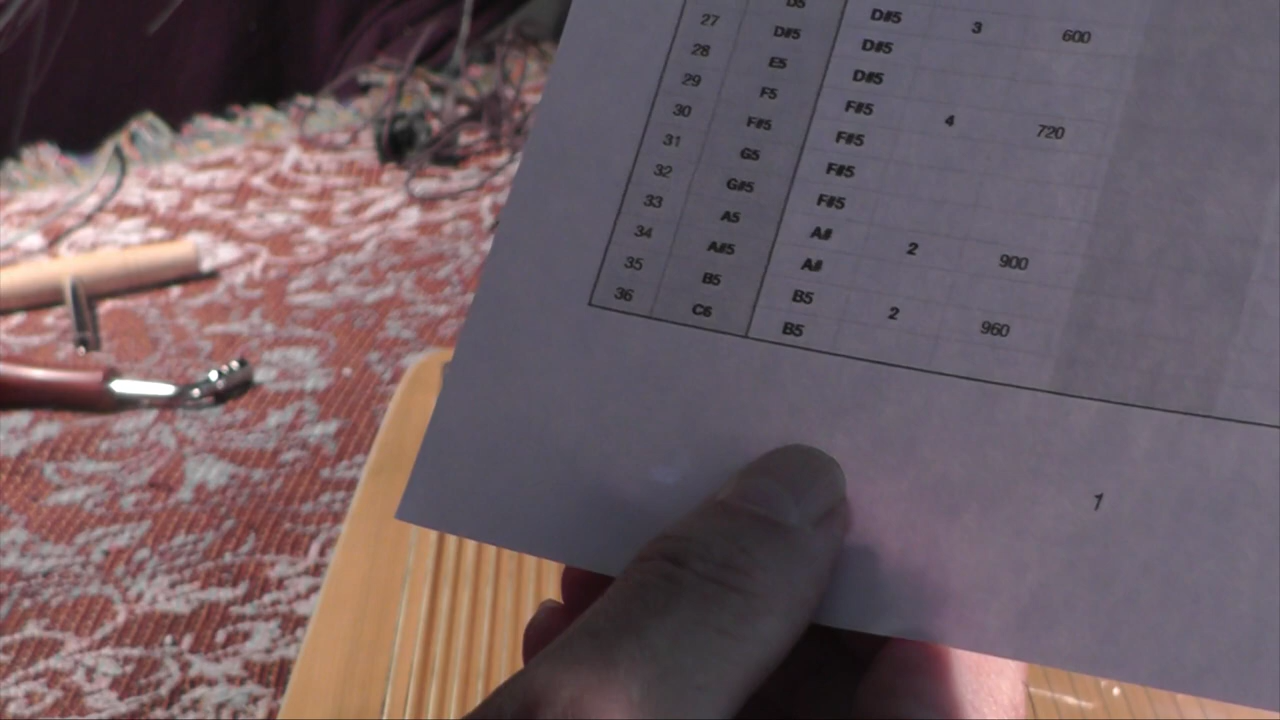 D5 D#5 3 600
27 D#5 D#5
28 E5 D#5
29 F5 F#5 4 720
30 F#5 F#5
31 G5 F#5
32 G#5 F#5
33 A5 A# 2 900
34 A#5 A#
35 B5 B5 2 960
36 C6 B5
1